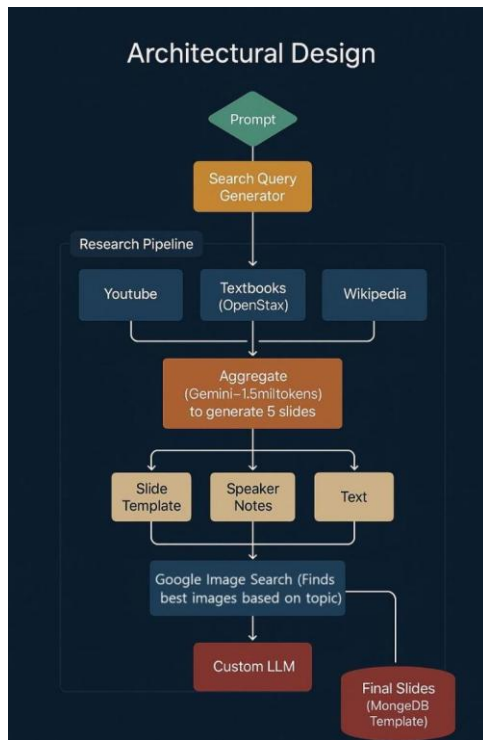 Architectural Design
Prompt
Search Query
Generator
Research Pipeline
Youtube
Textbooks
(OpenStax)
Wikipedia
Aggregate
(Gemini–1.5miltokens)
to generate 5 slides
Slide
Template
Speaker
Notes
Text
Google Image Search (Finds
best images based on topic)
Custom LLM
Final Slides
(MongeDB
Template)